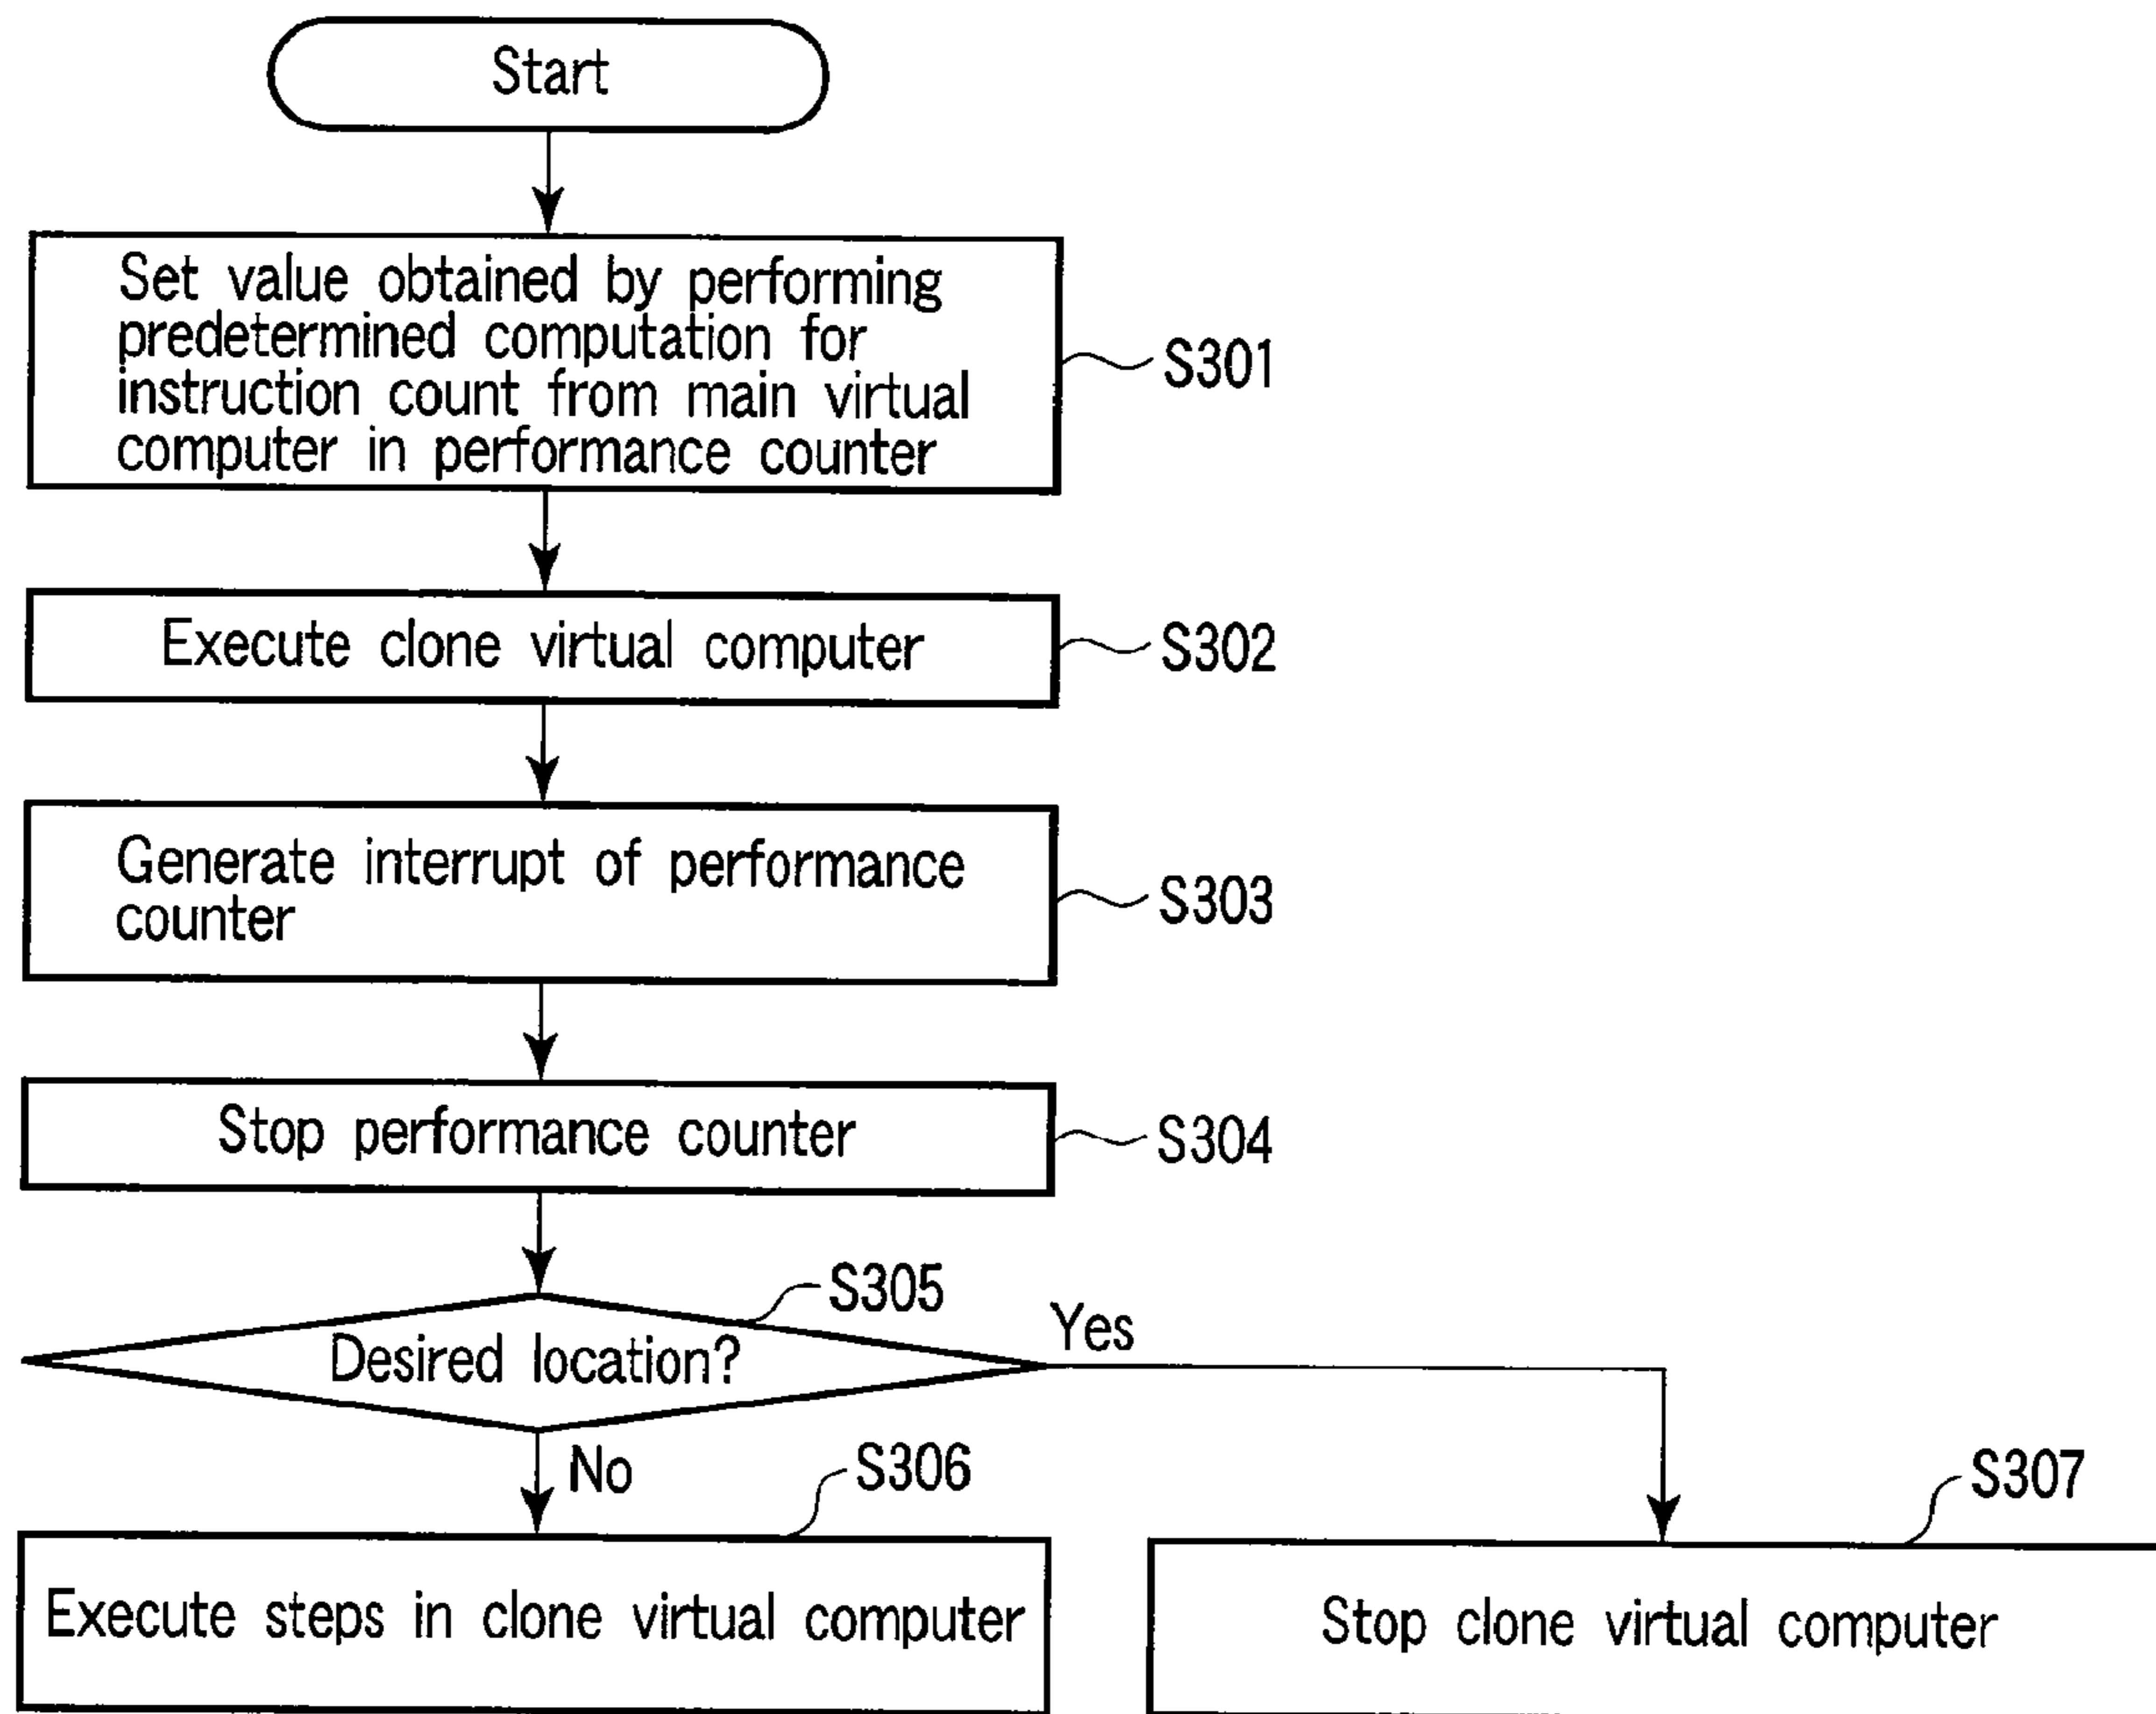 Start
Set value obtained by performing
predetermined computation for
instruction count from main virtual
computer in performance counter
S301
Execute clone virtual computer
S302
Generate interrupt of performance
counter
S303
Stop performance counter
S304
S305
Desired location?
Yes
No
S306
Execute steps in clone virtual computer
S307
Stop clone virtual computer